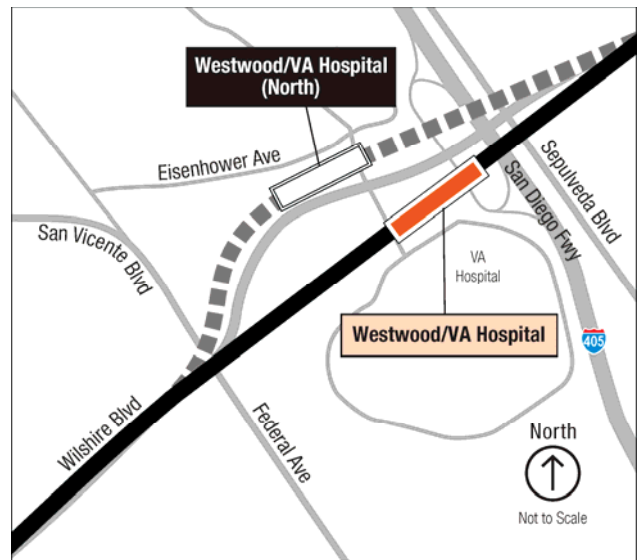 Westwood/VA Hospital
(North)
Eisenhower Ave
San Vicente Blvd
Sepulveda Blvd
San Diego Fwy
VA
Hospital
Westwood/VA Hospital
405
Wilshire Blvd
Federal Ave
North
Not to Scale